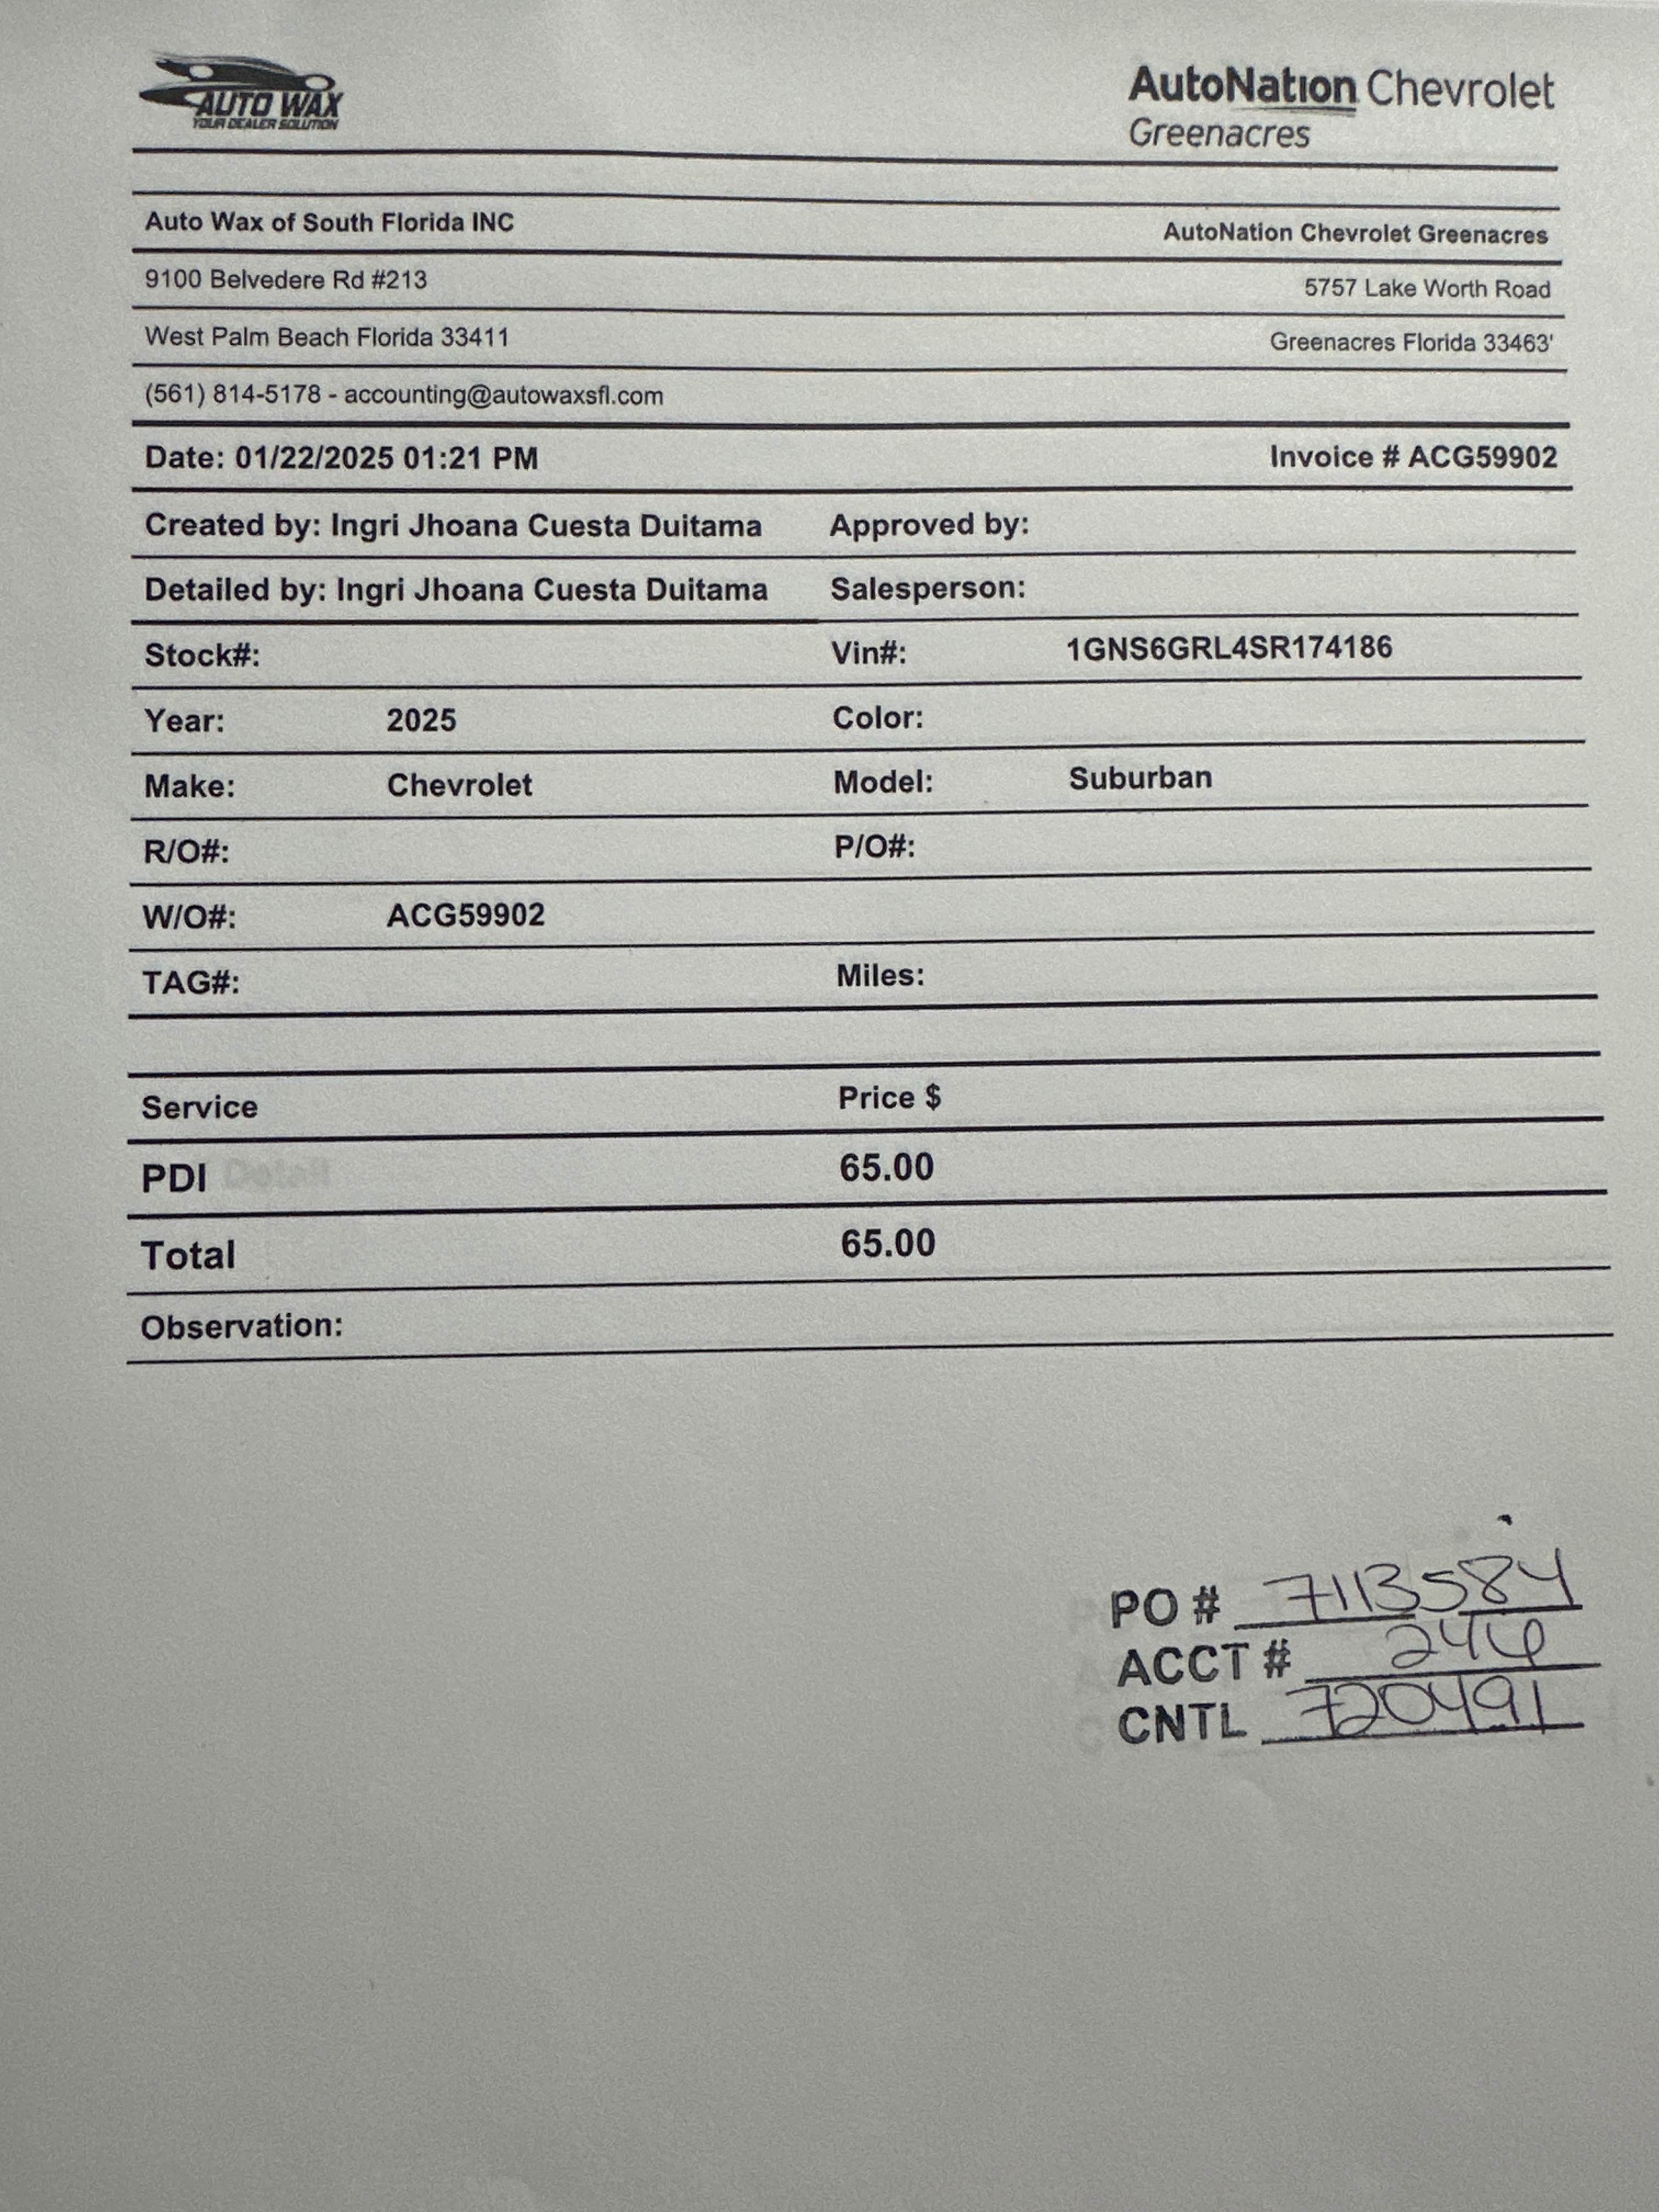 AUTO WAX
YOUR DEALER SOLUTION
AutoNation Chevrolet
Greenacres
Auto Wax of South Florida INC
AutoNation Chevrolet Greenacres
9100 Belvedere Rd #213
5757 Lake Worth Road
West Palm Beach Florida 33411
Greenacres Florida 33463'
(561) 814-5178 - accounting@autowaxsfl.com
Date: 01/22/2025 01:21 PM Invoice # ACG59902
Created by: Ingri Jhoana Cuesta Duitama Approved by:
Detailed by: Ingri Jhoana Cuesta Duitama Salesperson:
Stock#: Vin#: 1GNS6GRL4SR174186
Year: 2025 Color:
Make: Chevrolet Model: Suburban
R/O#: P/O#:
W/O#: ACG59902
TAG#: Miles:
Service Price $
PDI 65.00
Total 65.00
Observation:
PO # 7113584
ACCT # 246
CNTL 720491